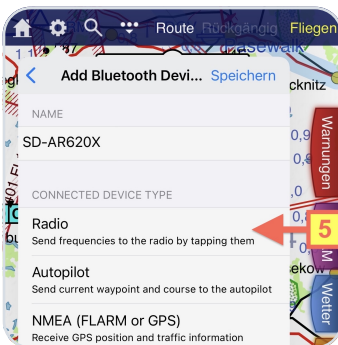 Route Rückgängig Fliegen
Add Bluetooth Devi... Speichern
NAME
SD-AR620X
CONNECTED DEVICE TYPE
Radio
Send frequencies to the radio by tapping them
Autopilot
Send current waypoint and course to the autopilot
NMEA (FLARM or GPS)
Receive GPS position and traffic information
cknitz
Warnungen
5
Wetter